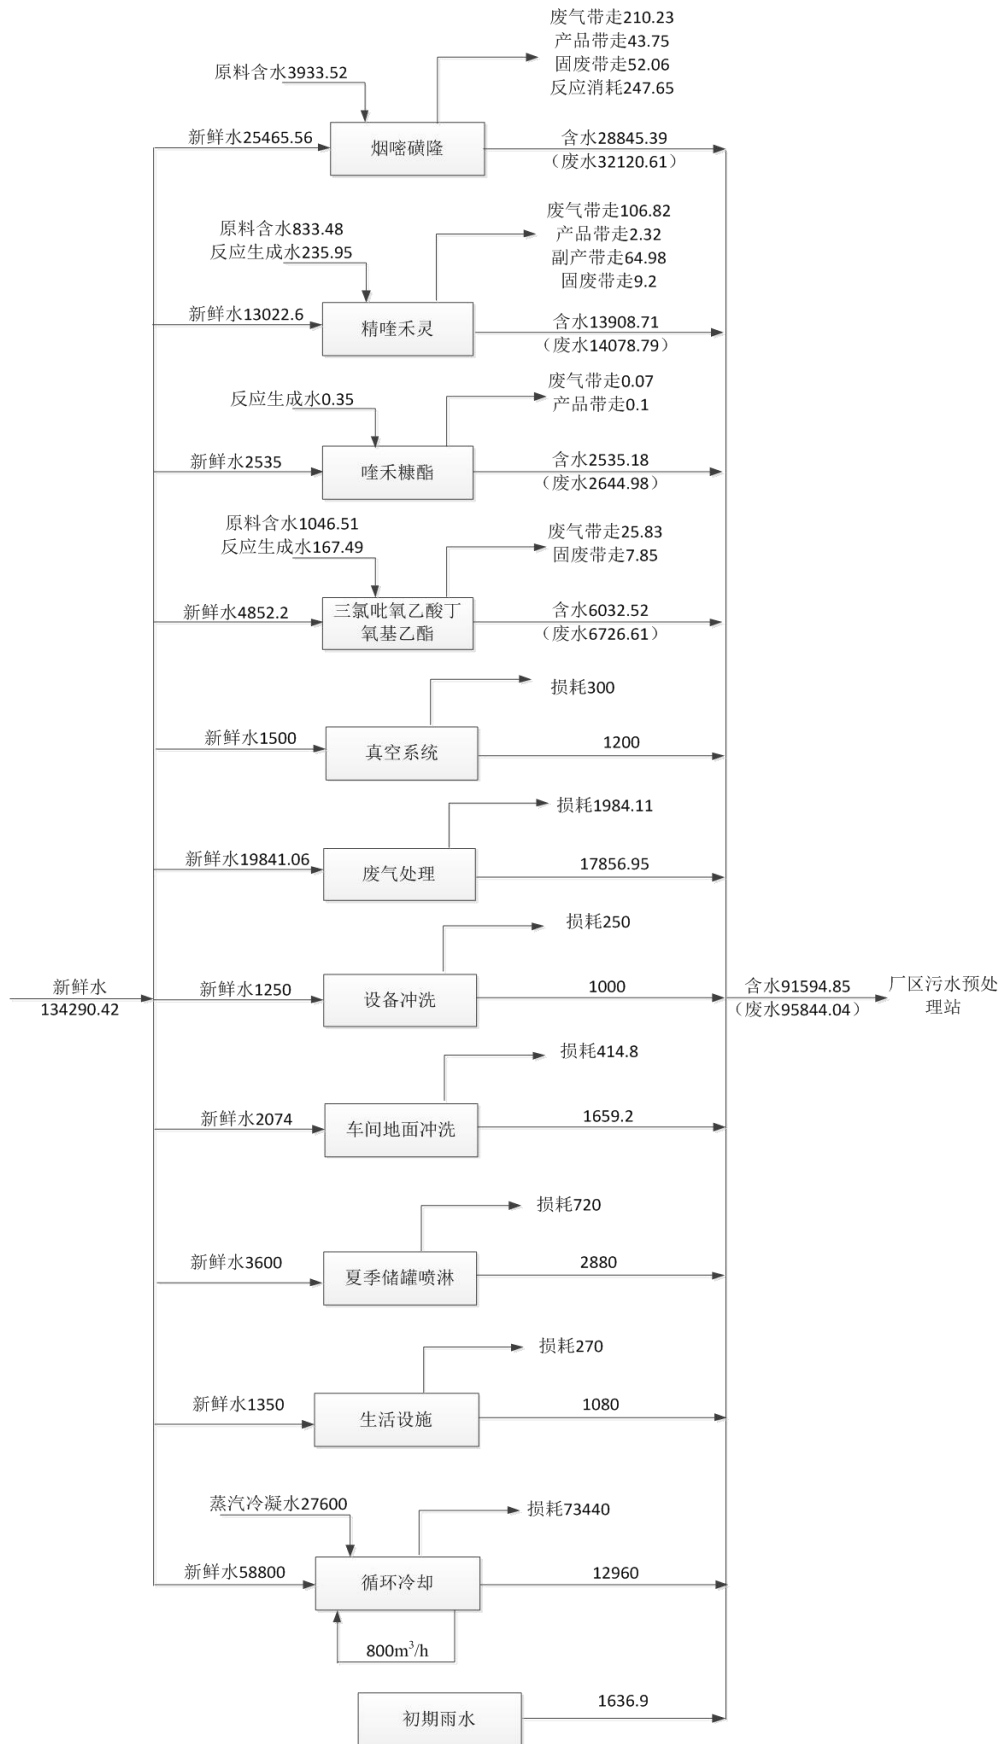 废气带走210.23
产品带走43.75
固废带走52.06
反应消耗247.65
原料含水3933.52
新鲜水25465.56
烟嘧磺隆
含水28845.39
（废水32120.61）
废气带走106.82
产品带走2.32
副产带走64.98
固废带走9.2
原料含水833.48
反应生成水235.95
新鲜水13022.6
精喹禾灵
含水13908.71
（废水14078.79）
废气带走0.07
产品带走0.1
反应生成水0.35
新鲜水2535
喹禾糠酯
含水2535.18
（废水2644.98）
原料含水1046.51
反应生成水167.49
废气带走25.83
固废带走7.85
新鲜水4852.2
三氯吡氧乙酸丁
氧基乙酯
含水6032.52
（废水6726.61）
损耗300
新鲜水1500
真空系统
1200
损耗1984.11
新鲜水19841.06
废气处理
17856.95
损耗250
新鲜水
134290.42
新鲜水1250
设备冲洗
1000
含水91594.85
（废水95844.04）
厂区污水预处
理站
损耗414.8
新鲜水2074
车间地面冲洗
1659.2
损耗720
新鲜水3600
夏季储罐喷淋
2880
损耗270
新鲜水1350
生活设施
1080
蒸汽冷凝水27600
损耗73440
新鲜水58800
循环冷却
12960
800m³/h
初期雨水
1636.9